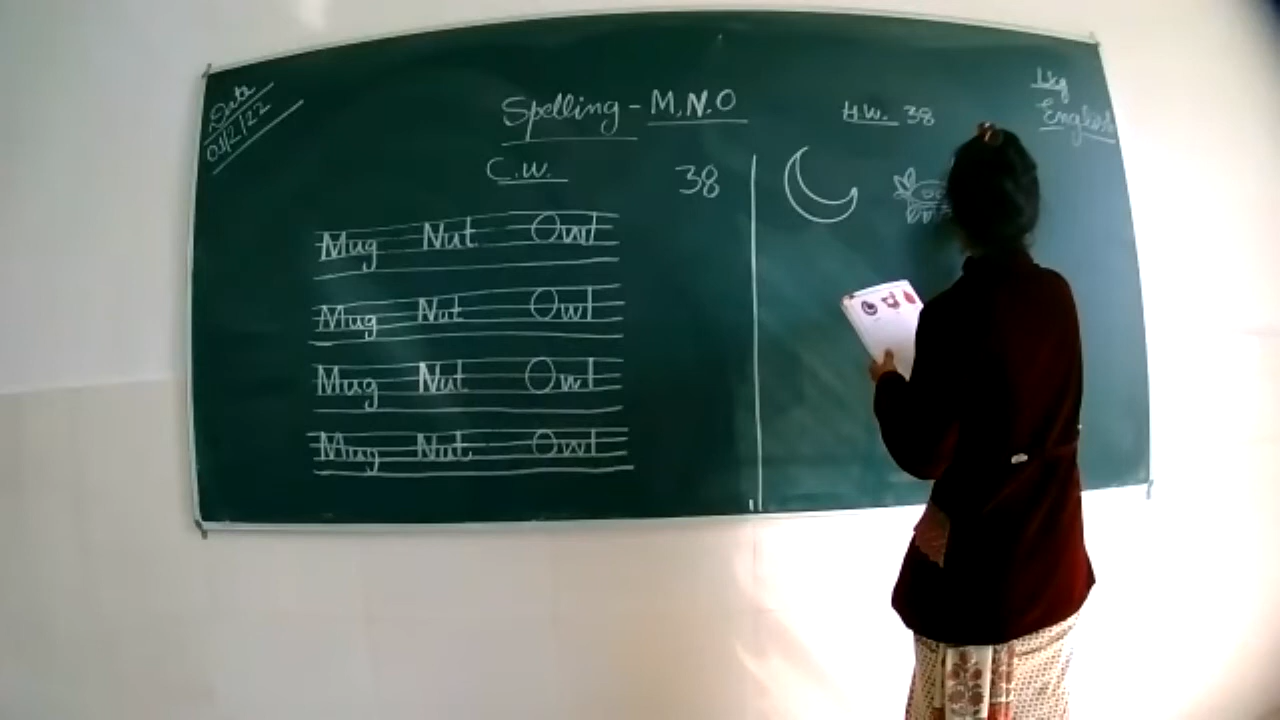 Date
01/2/22
Spelling - M, N. O
H.W. 38
Lkg
English
C.W. 38
Mug Nut Owl
Mug Nut Owl
Mug Nut Owl
Mug Nut Owl